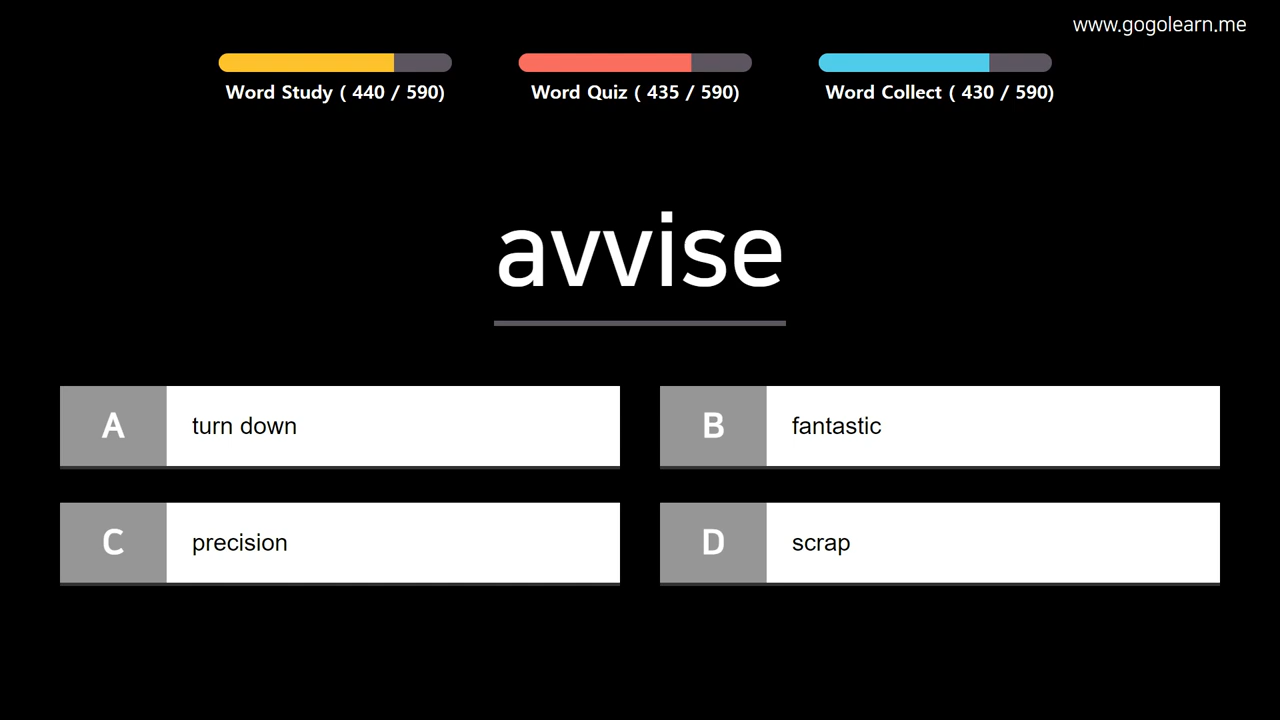 www.gogolearn.me
Word Study ( 440 / 590)
Word Quiz ( 435 / 590)
Word Collect ( 430 / 590)
avvise
A turn down
B fantastic
C precision
D scrap